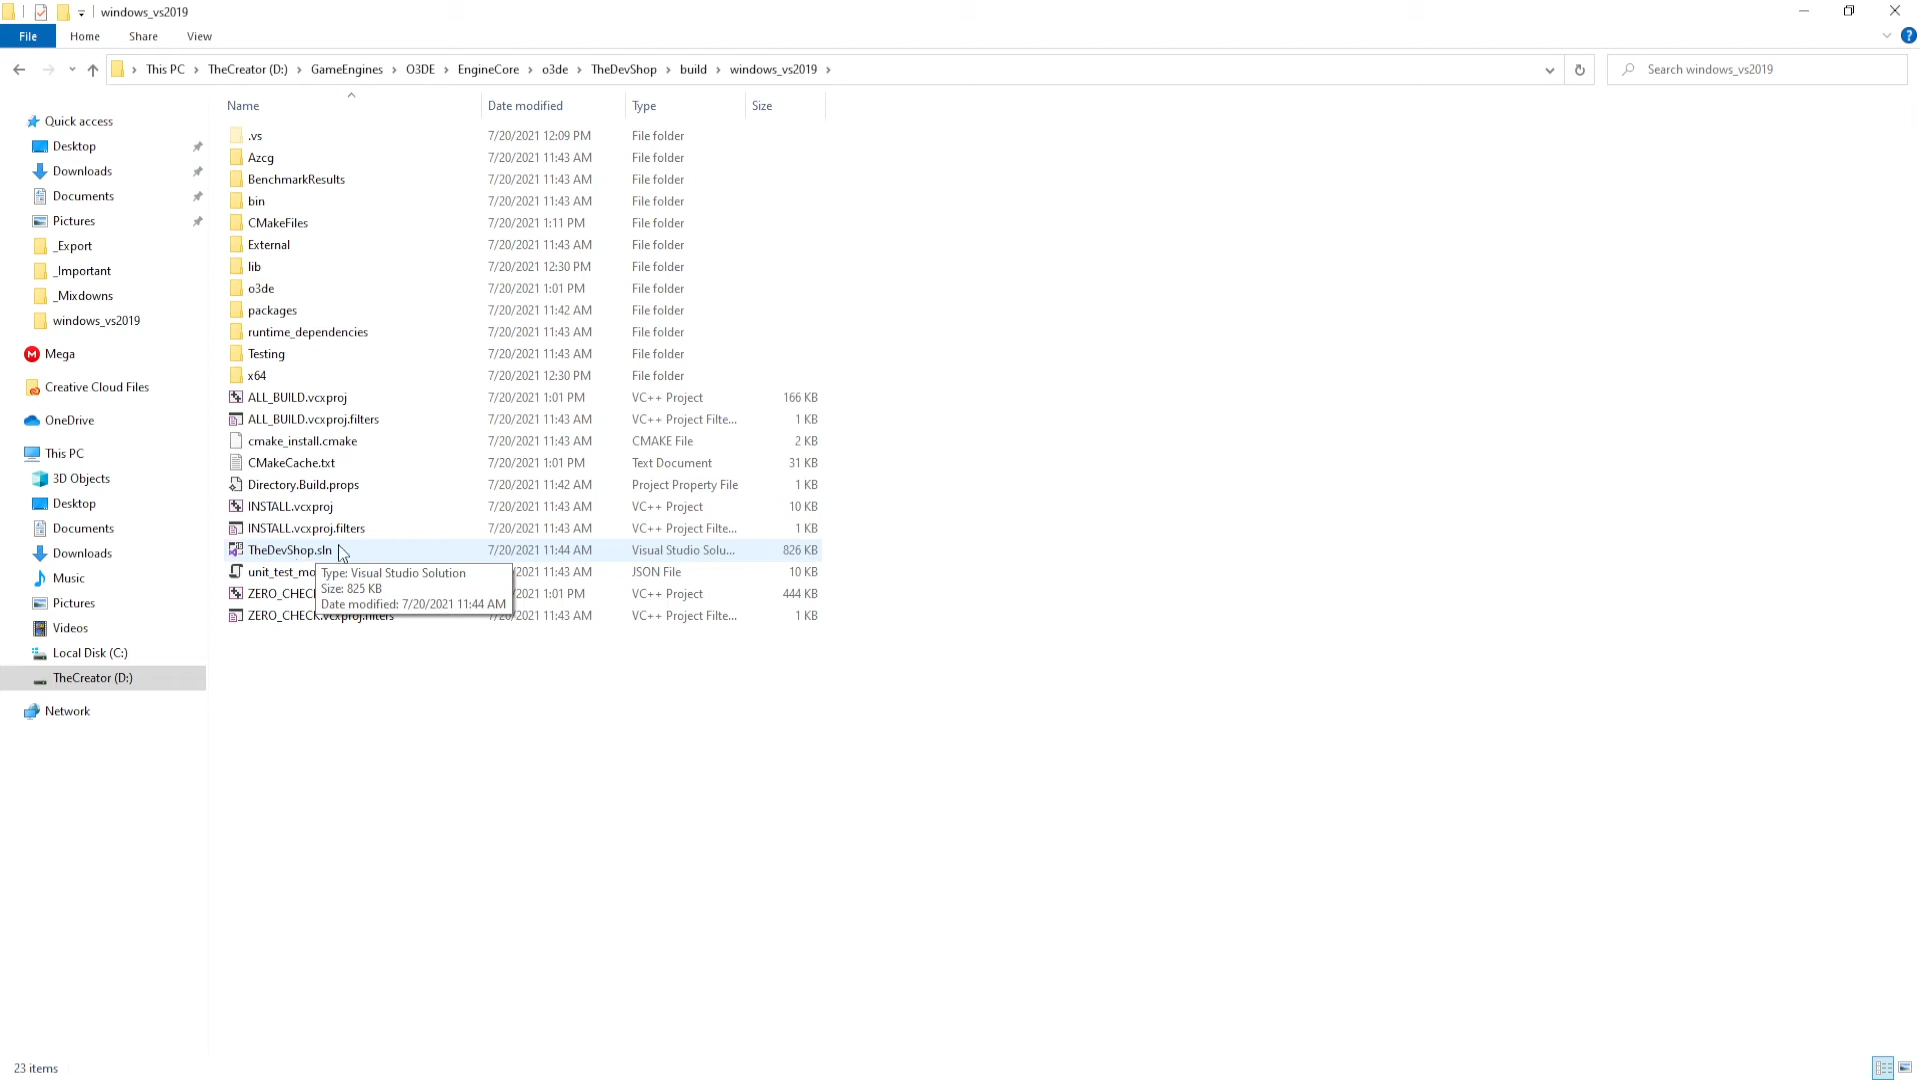 windows_vs2019
File Home Share View
This PC TheCreator (D:) GameEngines O3DE EngineCore o3de TheDevShop build windows_vs2019
Search windows_vs2019
Quick access
Desktop
Downloads
Documents
Pictures
_Export
_Important
_Mixdowns
windows_vs2019
Mega
Creative Cloud Files
OneDrive
This PC
3D Objects
Desktop
Documents
Downloads
Music
Pictures
Videos
Local Disk (C:)
TheCreator (D:)
Network
Name Date modified Type Size
.vs 7/20/2021 12:09 PM File folder
Azcg 7/20/2021 11:43 AM File folder
BenchmarkResults 7/20/2021 11:43 AM File folder
bin 7/20/2021 11:43 AM File folder
CMakeFiles 7/20/2021 1:11 PM File folder
External 7/20/2021 11:43 AM File folder
lib 7/20/2021 12:30 PM File folder
o3de 7/20/2021 1:01 PM File folder
packages 7/20/2021 11:42 AM File folder
runtime_dependencies 7/20/2021 11:43 AM File folder
Testing 7/20/2021 11:43 AM File folder
x64 7/20/2021 12:30 PM File folder
ALL_BUILD.vcxproj 7/20/2021 1:01 PM VC++ Project 166 KB
ALL_BUILD.vcxproj.filters 7/20/2021 11:43 AM VC++ Project Filte... 1 KB
cmake_install.cmake 7/20/2021 11:43 AM CMAKE File 2 KB
CMakeCache.txt 7/20/2021 1:01 PM Text Document 31 KB
Directory.Build.props 7/20/2021 11:42 AM Project Property File 1 KB
INSTALL.vcxproj 7/20/2021 11:43 AM VC++ Project 10 KB
INSTALL.vcxproj.filters 7/20/2021 11:43 AM VC++ Project Filte... 1 KB
TheDevShop.sln 7/20/2021 11:44 AM Visual Studio Solu... 826 KB
unit_test_mo /2021 11:43 AM JSON File 10 KB
ZERO_CHEC /2021 1:01 PM VC++ Project 444 KB
ZERO_CHECK.vcxproj.filters 7/20/2021 11:43 AM VC++ Project Filte... 1 KB
Type: Visual Studio Solution
Size: 825 KB
Date modified: 7/20/2021 11:44 AM
23 items